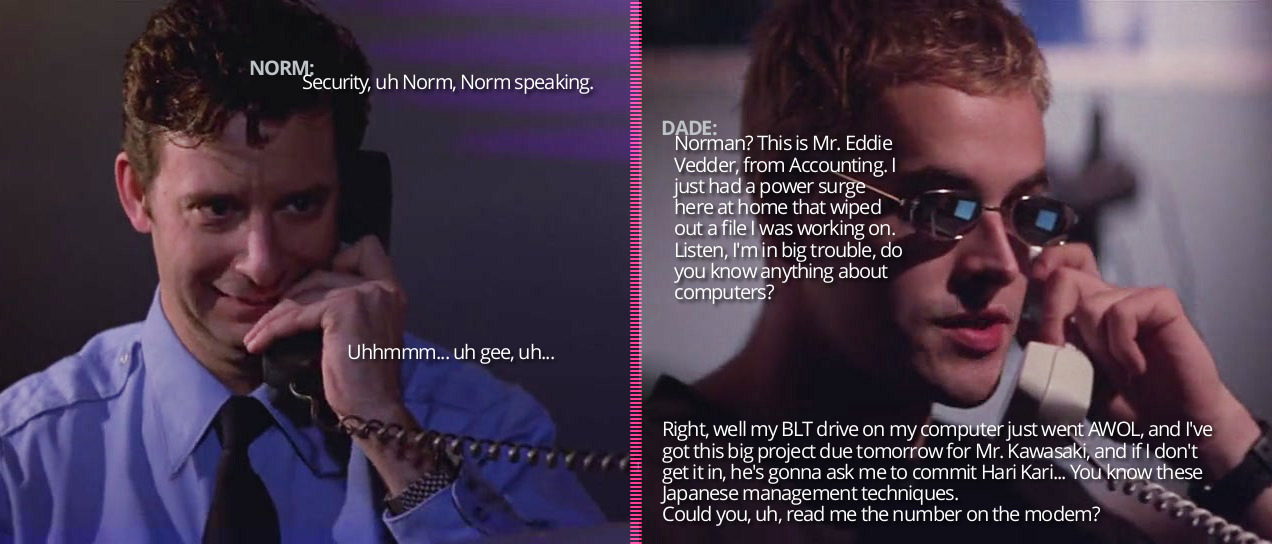 NORM:
Security, uh Norm, Norm speaking.
Uhhmmm... uh gee, uh...
DADE:
Norman? This is Mr. Eddie
Vedder, from Accounting. I
just had a power surge
here at home that wiped
out a file I was working on.
Listen, I'm in big trouble, do
you know anything about
computers?
Right, well my BLT drive on my computer just went AWOL, and I've
got this big project due tomorrow for Mr. Kawasaki, and if I don't
get it in, he's gonna ask me to commit Hari Kari... You know these
Japanese management techniques.
Could you, uh, read me the number on the modem?